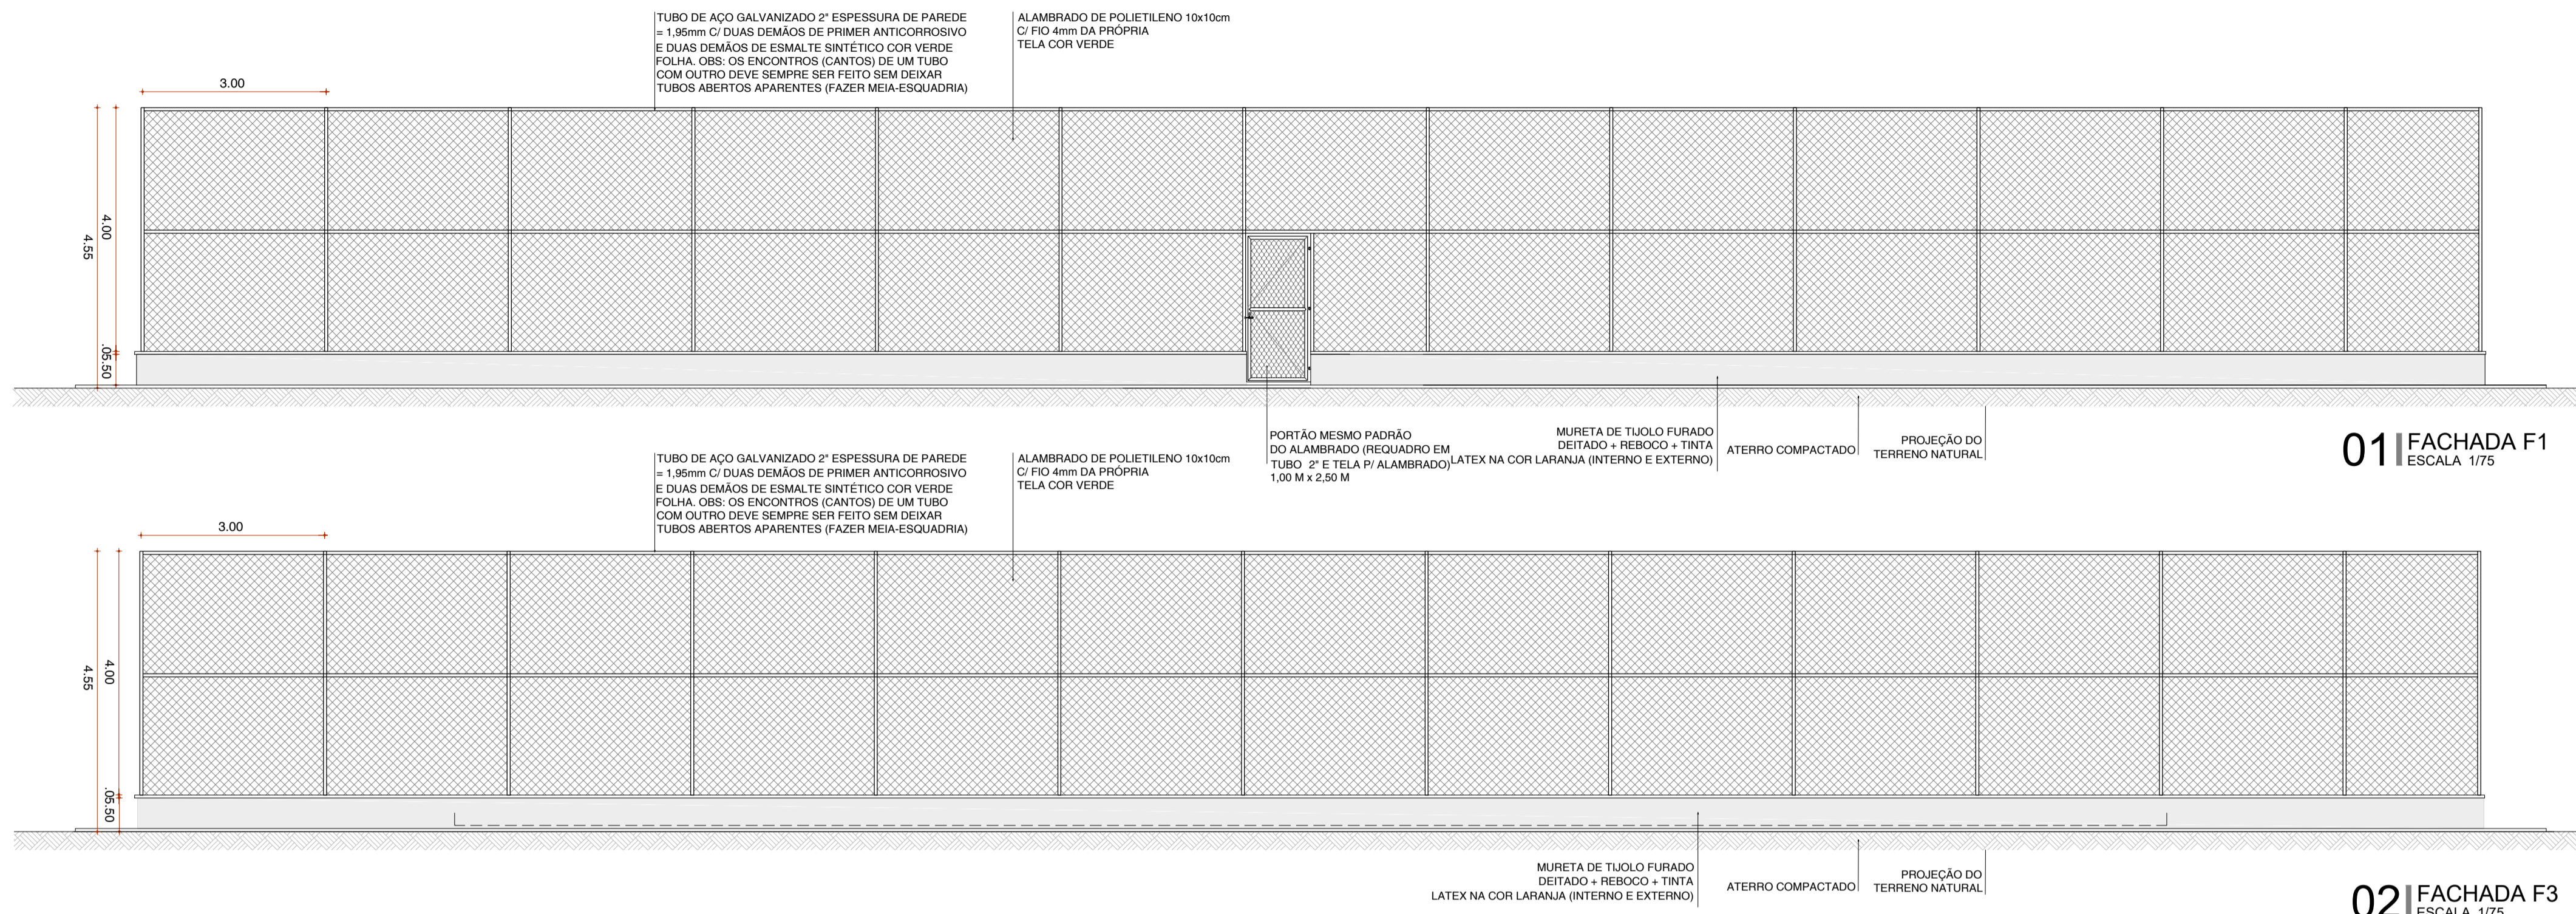 TUBO DE AÇO GALVANIZADO 2" ESPESSURA DE PAREDE
= 1,95mm C/ DUAS DEMÃOS DE PRIMER ANTICORROSIVO
E DUAS DEMÃOS DE ESMALTE SINTÉTICO COR VERDE
FOLHA. OBS: OS ENCONTROS (CANTOS) DE UM TUBO
COM OUTRO DEVE SEMPRE SER FEITO SEM DEIXAR
TUBOS ABERTOS APARENTES (FAZER MEIA-ESQUADRIA)
ALAMBRADO DE POLIETILENO 10x10cm
C/ FIO 4mm DA PRÓPRIA
TELA COR VERDE
3.00
4.00
4.55
.05
.50
PORTÃO MESMO PADRÃO
DO ALAMBRADO (REQUADRO EM
TUBO 2" E TELA P/ ALAMBRADO)
1,00 M x 2,50 M
MURETA DE TIJOLO FURADO
DEITADO + REBOCO + TINTA
LATEX NA COR LARANJA (INTERNO E EXTERNO)
ATERRO COMPACTADO
PROJEÇÃO DO
TERRENO NATURAL
01 FACHADA F1
ESCALA 1/75
TUBO DE AÇO GALVANIZADO 2" ESPESSURA DE PAREDE
= 1,95mm C/ DUAS DEMÃOS DE PRIMER ANTICORROSIVO
E DUAS DEMÃOS DE ESMALTE SINTÉTICO COR VERDE
FOLHA. OBS: OS ENCONTROS (CANTOS) DE UM TUBO
COM OUTRO DEVE SEMPRE SER FEITO SEM DEIXAR
TUBOS ABERTOS APARENTES (FAZER MEIA-ESQUADRIA)
ALAMBRADO DE POLIETILENO 10x10cm
C/ FIO 4mm DA PRÓPRIA
TELA COR VERDE
3.00
4.00
4.55
.05
.50
MURETA DE TIJOLO FURADO
DEITADO + REBOCO + TINTA
LATEX NA COR LARANJA (INTERNO E EXTERNO)
ATERRO COMPACTADO
PROJEÇÃO DO
TERRENO NATURAL
02 FACHADA F3
ESCALA 1/75